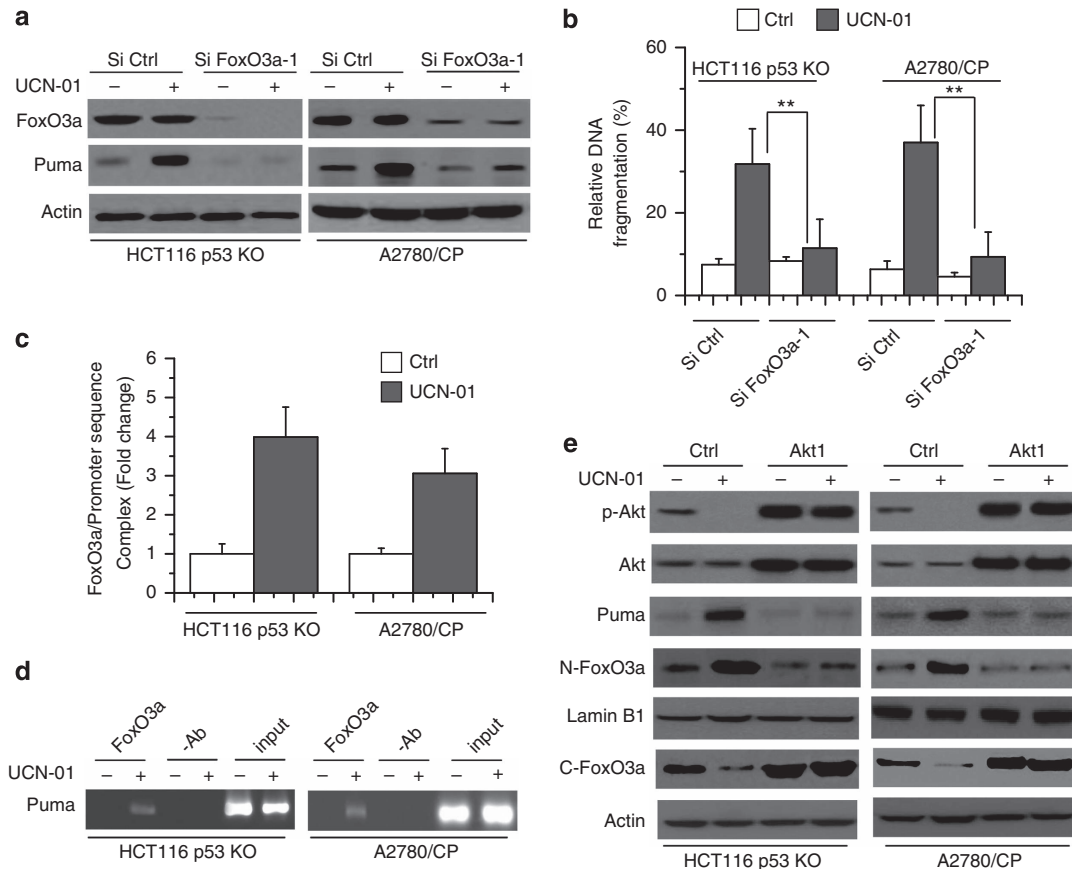 a
Si Ctrl Si FoxO3a-1 Si Ctrl Si FoxO3a-1
UCN-01 – + – + – + – +
FoxO3a
Puma
Actin
HCT116 p53 KO A2780/CP
b
Ctrl UCN-01
60
40
20
0
Relative DNA
fragmentation (%)
HCT116 p53 KO A2780/CP
** **
Si Ctrl Si FoxO3a-1 Si Ctrl Si FoxO3a-1
c
Ctrl
UCN-01
6
5
4
3
2
1
0
FoxO3a/Promoter sequence
Complex (Fold change)
HCT116 p53 KO A2780/CP
d
FoxO3a -Ab input FoxO3a -Ab input
UCN-01 – + – + – + – + – + – +
Puma
HCT116 p53 KO A2780/CP
e
Ctrl Akt1 Ctrl Akt1
UCN-01 – + – + – + – +
p-Akt
Akt
Puma
N-FoxO3a
Lamin B1
C-FoxO3a
Actin
HCT116 p53 KO A2780/CP